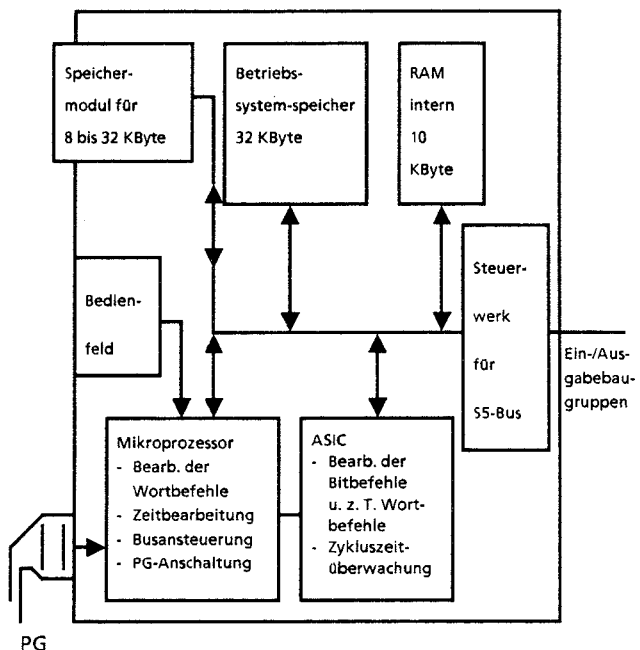 Speicher-
modul für
8 bis 32 KByte
Betriebs-
system-speicher
32 KByte
RAM
intern
10
KByte
Bedien-
feld
Steuer-
werk
für
S5-Bus
Ein-/Aus-
gabebau-
gruppen
Mikroprozessor
- Bearb. der
Wortbefehle
- Zeitbearbeitung
- Busansteuerung
- PG-Anschaltung
ASIC
- Bearb. der
Bitbefehle
u. z. T. Wort-
befehle
- Zykluszeit-
überwachung
PG